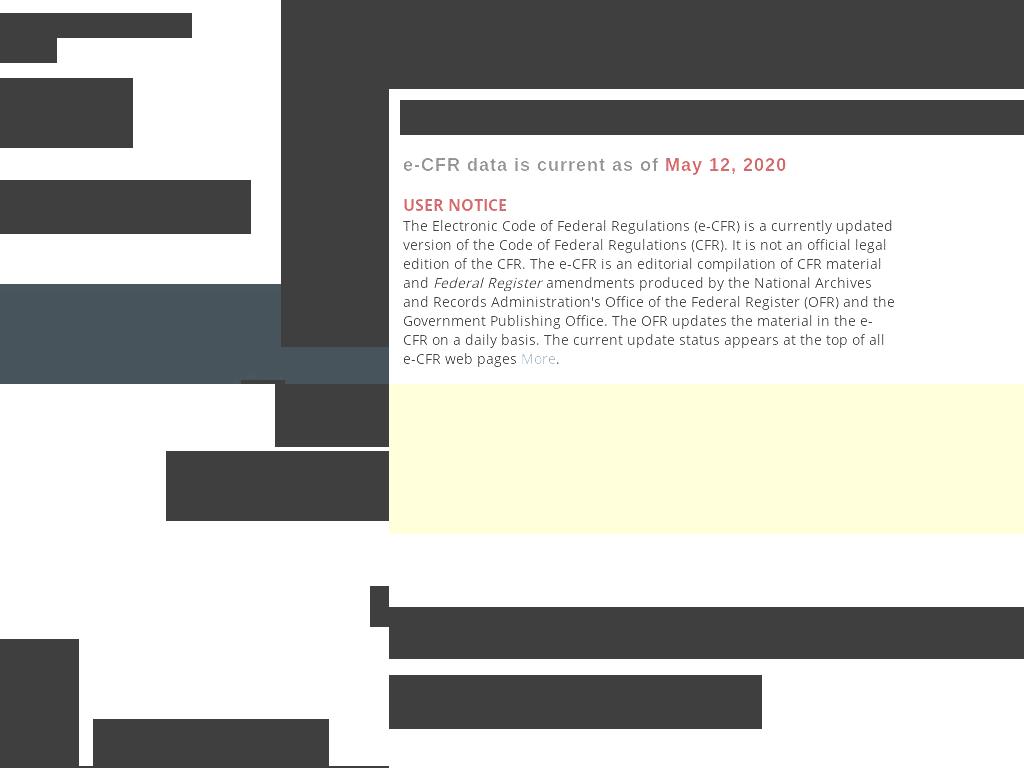 e-CFR data is current as of May 12, 2020
USER NOTICE
The Electronic Code of Federal Regulations (e-CFR) is a currently updated
version of the Code of Federal Regulations (CFR). It is not an official legal
edition of the CFR. The e-CFR is an editorial compilation of CFR material
and Federal Register amendments produced by the National Archives
and Records Administration's Office of the Federal Register (OFR) and the
Government Publishing Office. The OFR updates the material in the e-
CFR on a daily basis. The current update status appears at the top of all
e-CFR web pages More.